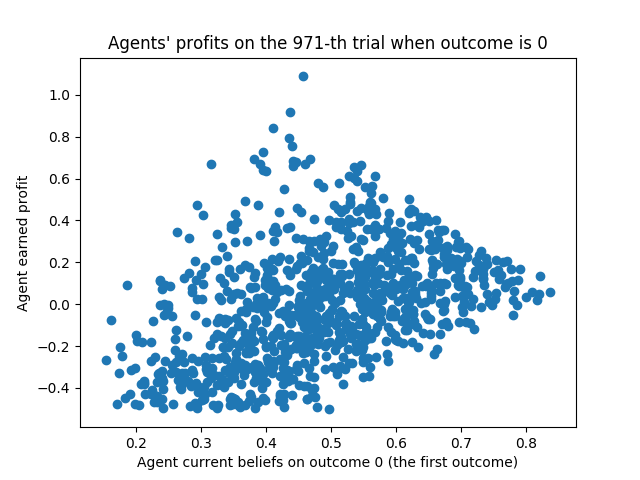 Agents' profits on the 971-th trial when outcome is 0
1.0
0.8
0.6
0.4
0.2
0.0
−0.2
−0.4
Agent earned profit
0.2 0.3 0.4 0.5 0.6 0.7 0.8
Agent current beliefs on outcome 0 (the first outcome)